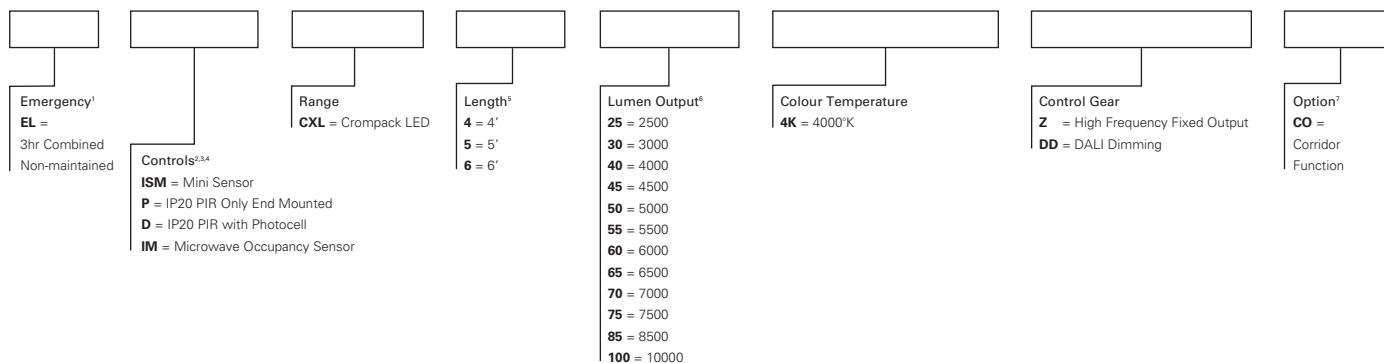 Emergency¹
EL =
3hr Combined
Non-maintained
Controls²,³,⁴
ISM = Mini Sensor
P = IP20 PIR Only End Mounted
D = IP20 PIR with Photocell
IM = Microwave Occupancy Sensor
Range
CXL = Crompack LED
Length⁵
4 = 4’
5 = 5’
6 = 6’
Lumen Output⁶
25 = 2500
30 = 3000
40 = 4000
45 = 4500
50 = 5000
55 = 5500
60 = 6000
65 = 6500
70 = 7000
75 = 7500
85 = 8500
100 = 10000
Colour Temperature
4K = 4000°K
Control Gear
Z = High Frequency Fixed Output
DD = DALI Dimming
Option⁷
CO =
Corridor
Function